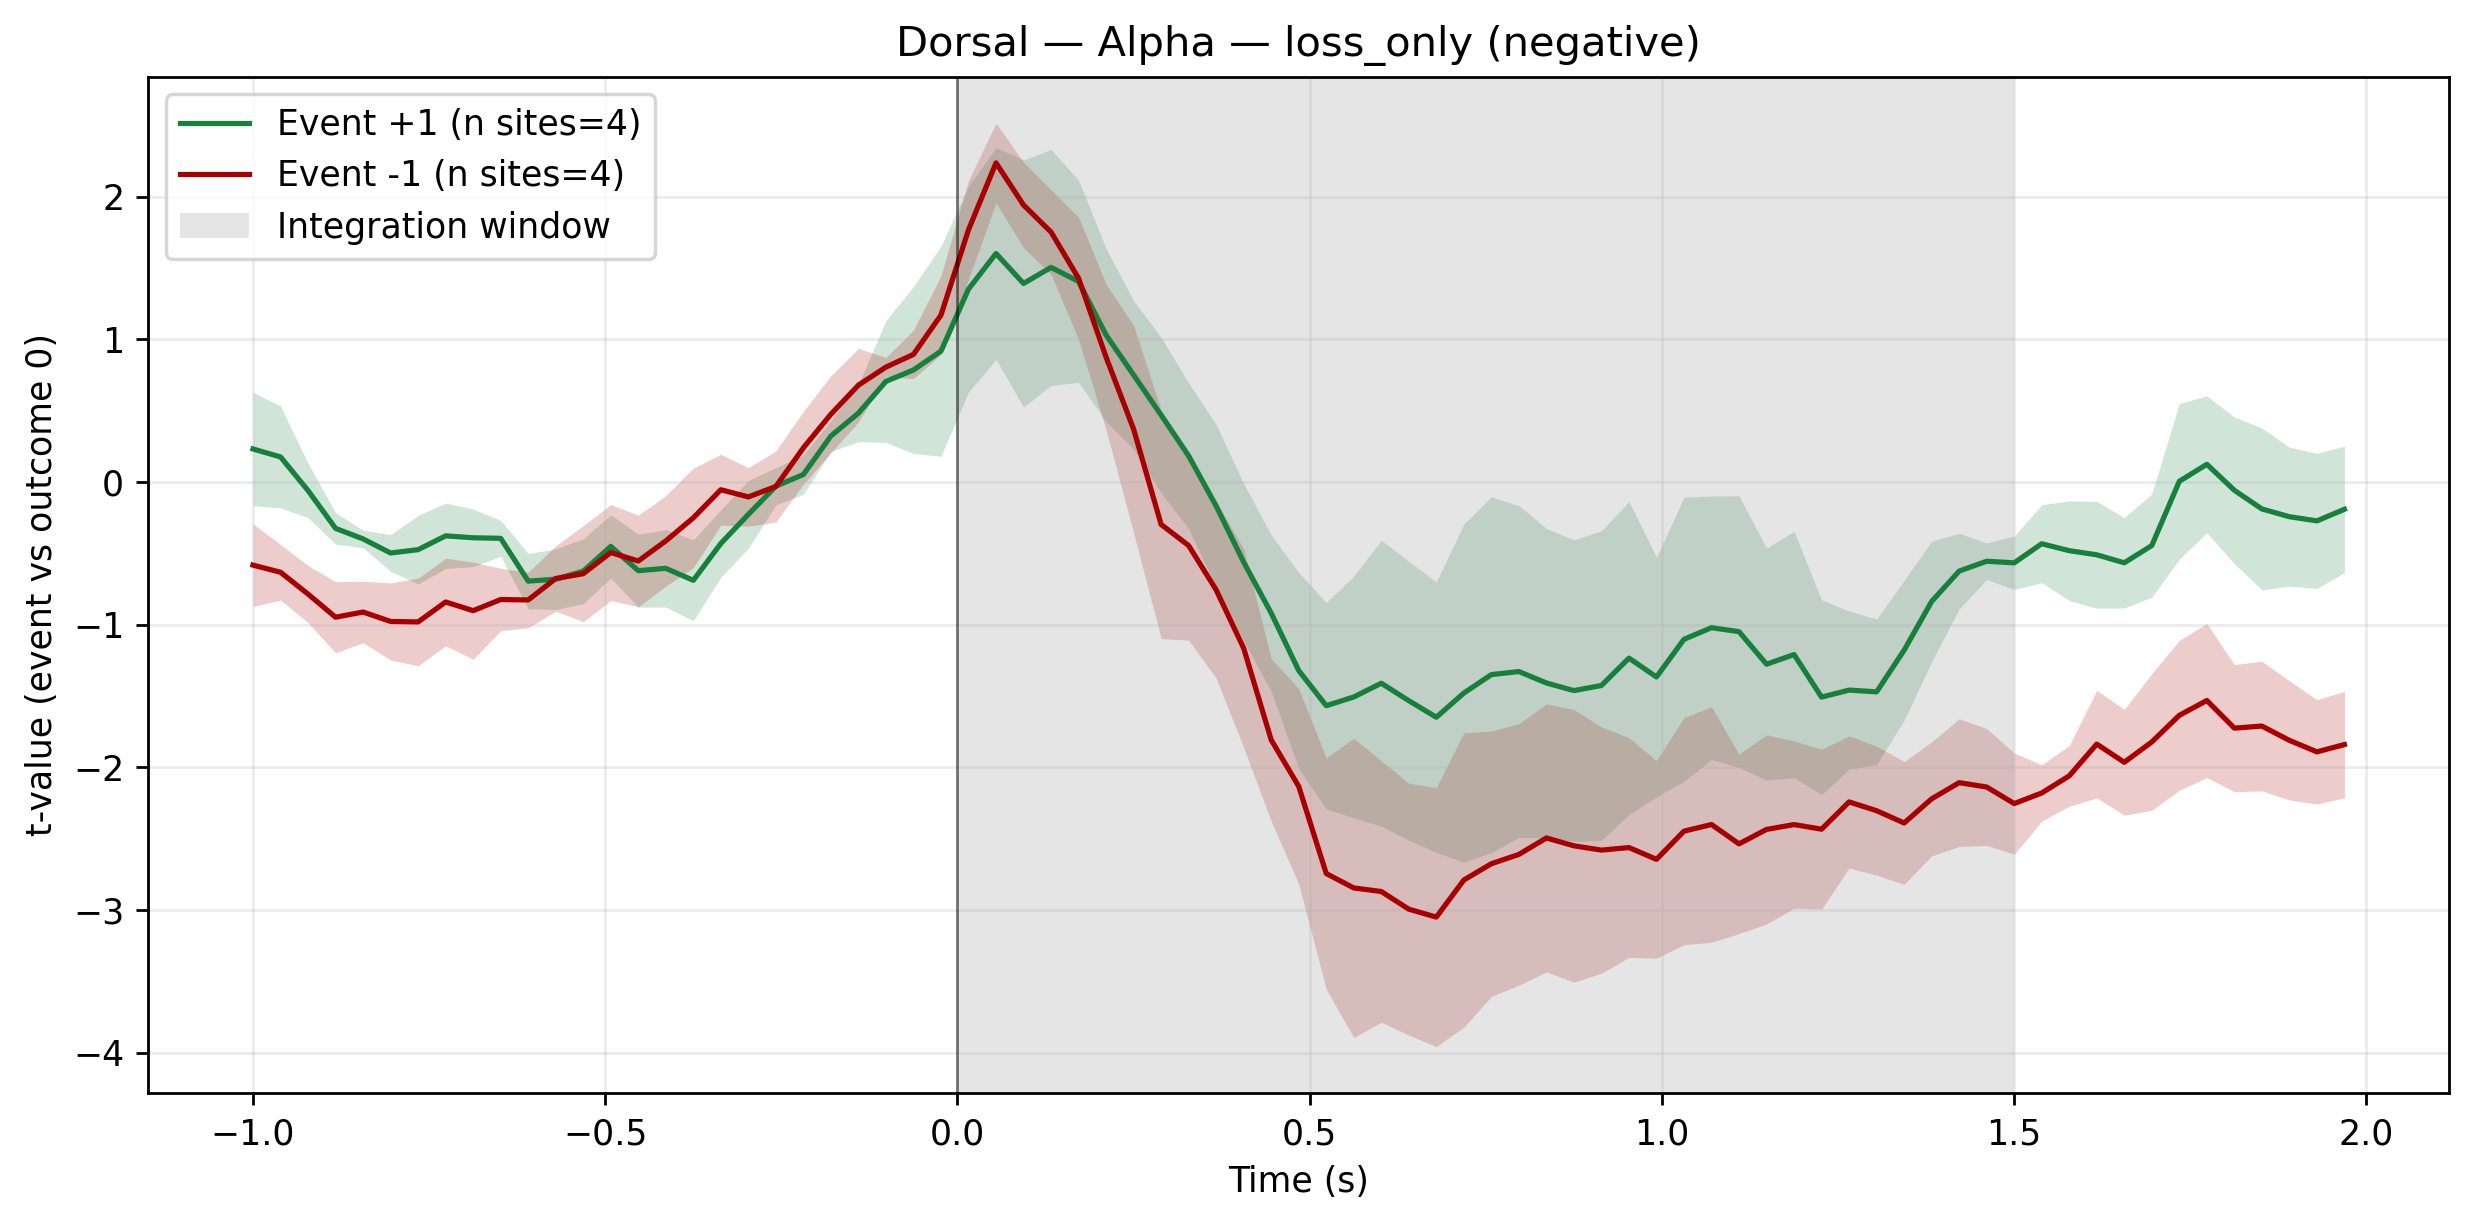 Dorsal — Alpha — loss_only (negative)
Event +1 (n sites=4)
Event -1 (n sites=4)
Integration window
t-value (event vs outcome 0)
2
1
0
−1
−2
−3
−4
−1.0 −0.5 0.0 0.5 1.0 1.5 2.0
Time (s)